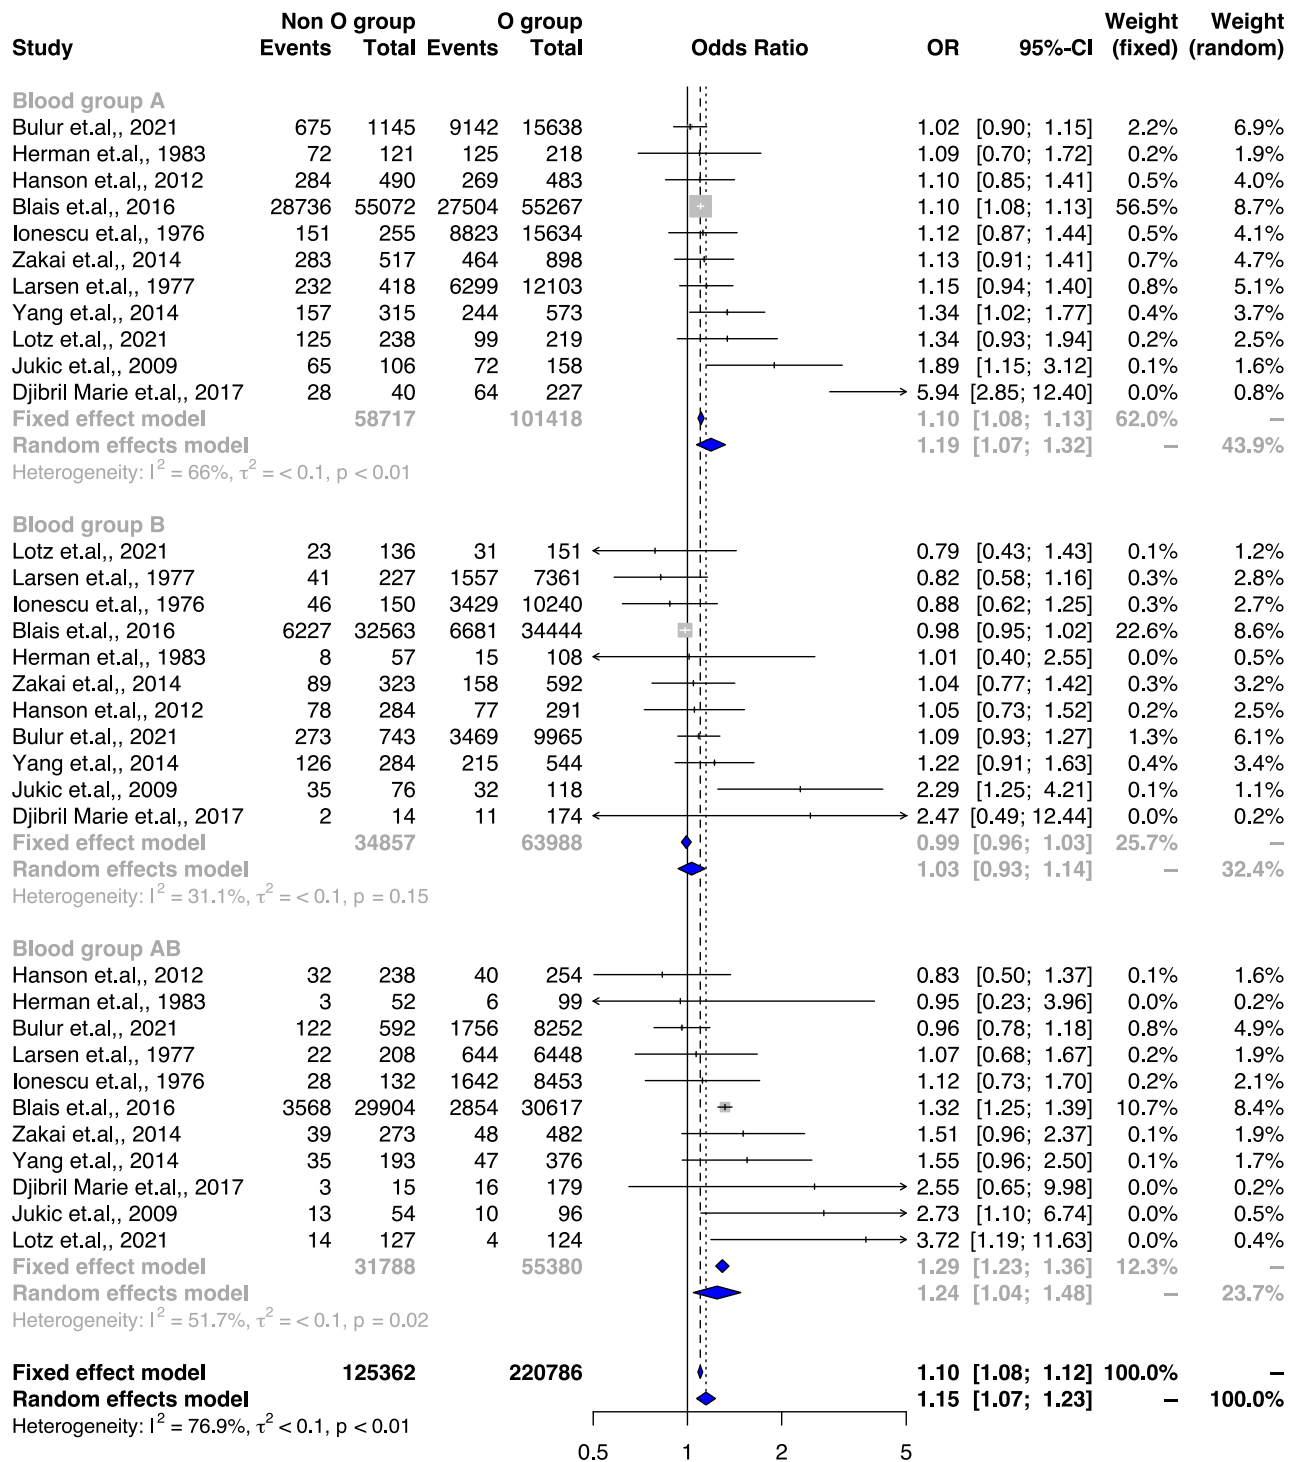 Non O group O group Weight Weight
Study Events Total Events Total Odds Ratio OR 95%-CI (fixed) (random)
Blood group A
Bulur et.al,, 2021 675 1145 9142 15638 1.02 [0.90; 1.15] 2.2% 6.9%
Herman et.al,, 1983 72 121 125 218 1.09 [0.70; 1.72] 0.2% 1.9%
Hanson et.al,, 2012 284 490 269 483 1.10 [0.85; 1.41] 0.5% 4.0%
Blais et.al,, 2016 28736 55072 27504 55267 1.10 [1.08; 1.13] 56.5% 8.7%
Ionescu et.al,, 1976 151 255 8823 15634 1.12 [0.87; 1.44] 0.5% 4.1%
Zakai et.al,, 2014 283 517 464 898 1.13 [0.91; 1.41] 0.7% 4.7%
Larsen et.al,, 1977 232 418 6299 12103 1.15 [0.94; 1.40] 0.8% 5.1%
Yang et.al,, 2014 157 315 244 573 1.34 [1.02; 1.77] 0.4% 3.7%
Lotz et.al,, 2021 125 238 99 219 1.34 [0.93; 1.94] 0.2% 2.5%
Jukic et.al,, 2009 65 106 72 158 1.89 [1.15; 3.12] 0.1% 1.6%
Djibril Marie et.al,, 2017 28 40 64 227 5.94 [2.85; 12.40] 0.0% 0.8%
Fixed effect model 58717 101418 1.10 [1.08; 1.13] 62.0% –
Random effects model 1.19 [1.07; 1.32] – 43.9%
Heterogeneity: I² = 66%, τ² = < 0.1, p < 0.01
Blood group B
Lotz et.al,, 2021 23 136 31 151 0.79 [0.43; 1.43] 0.1% 1.2%
Larsen et.al,, 1977 41 227 1557 7361 0.82 [0.58; 1.16] 0.3% 2.8%
Ionescu et.al,, 1976 46 150 3429 10240 0.88 [0.62; 1.25] 0.3% 2.7%
Blais et.al,, 2016 6227 32563 6681 34444 0.98 [0.95; 1.02] 22.6% 8.6%
Herman et.al,, 1983 8 57 15 108 1.01 [0.40; 2.55] 0.0% 0.5%
Zakai et.al,, 2014 89 323 158 592 1.04 [0.77; 1.42] 0.3% 3.2%
Hanson et.al,, 2012 78 284 77 291 1.05 [0.73; 1.52] 0.2% 2.5%
Bulur et.al,, 2021 273 743 3469 9965 1.09 [0.93; 1.27] 1.3% 6.1%
Yang et.al,, 2014 126 284 215 544 1.22 [0.91; 1.63] 0.4% 3.4%
Jukic et.al,, 2009 35 76 32 118 2.29 [1.25; 4.21] 0.1% 1.1%
Djibril Marie et.al,, 2017 2 14 11 174 2.47 [0.49; 12.44] 0.0% 0.2%
Fixed effect model 34857 63988 0.99 [0.96; 1.03] 25.7% –
Random effects model 1.03 [0.93; 1.14] – 32.4%
Heterogeneity: I² = 31.1%, τ² = < 0.1, p = 0.15
Blood group AB
Hanson et.al,, 2012 32 238 40 254 0.83 [0.50; 1.37] 0.1% 1.6%
Herman et.al,, 1983 3 52 6 99 0.95 [0.23; 3.96] 0.0% 0.2%
Bulur et.al,, 2021 122 592 1756 8252 0.96 [0.78; 1.18] 0.8% 4.9%
Larsen et.al,, 1977 22 208 644 6448 1.07 [0.68; 1.67] 0.2% 1.9%
Ionescu et.al,, 1976 28 132 1642 8453 1.12 [0.73; 1.70] 0.2% 2.1%
Blais et.al,, 2016 3568 29904 2854 30617 1.32 [1.25; 1.39] 10.7% 8.4%
Zakai et.al,, 2014 39 273 48 482 1.51 [0.96; 2.37] 0.1% 1.9%
Yang et.al,, 2014 35 193 47 376 1.55 [0.96; 2.50] 0.1% 1.7%
Djibril Marie et.al,, 2017 3 15 16 179 2.55 [0.65; 9.98] 0.0% 0.2%
Jukic et.al,, 2009 13 54 10 96 2.73 [1.10; 6.74] 0.0% 0.5%
Lotz et.al,, 2021 14 127 4 124 3.72 [1.19; 11.63] 0.0% 0.4%
Fixed effect model 31788 55380 1.29 [1.23; 1.36] 12.3% –
Random effects model 1.24 [1.04; 1.48] – 23.7%
Heterogeneity: I² = 51.7%, τ² = < 0.1, p = 0.02
Fixed effect model 125362 220786 1.10 [1.08; 1.12] 100.0% –
Random effects model 1.15 [1.07; 1.23] – 100.0%
Heterogeneity: I² = 76.9%, τ² < 0.1, p < 0.01
0.5 1 2 5